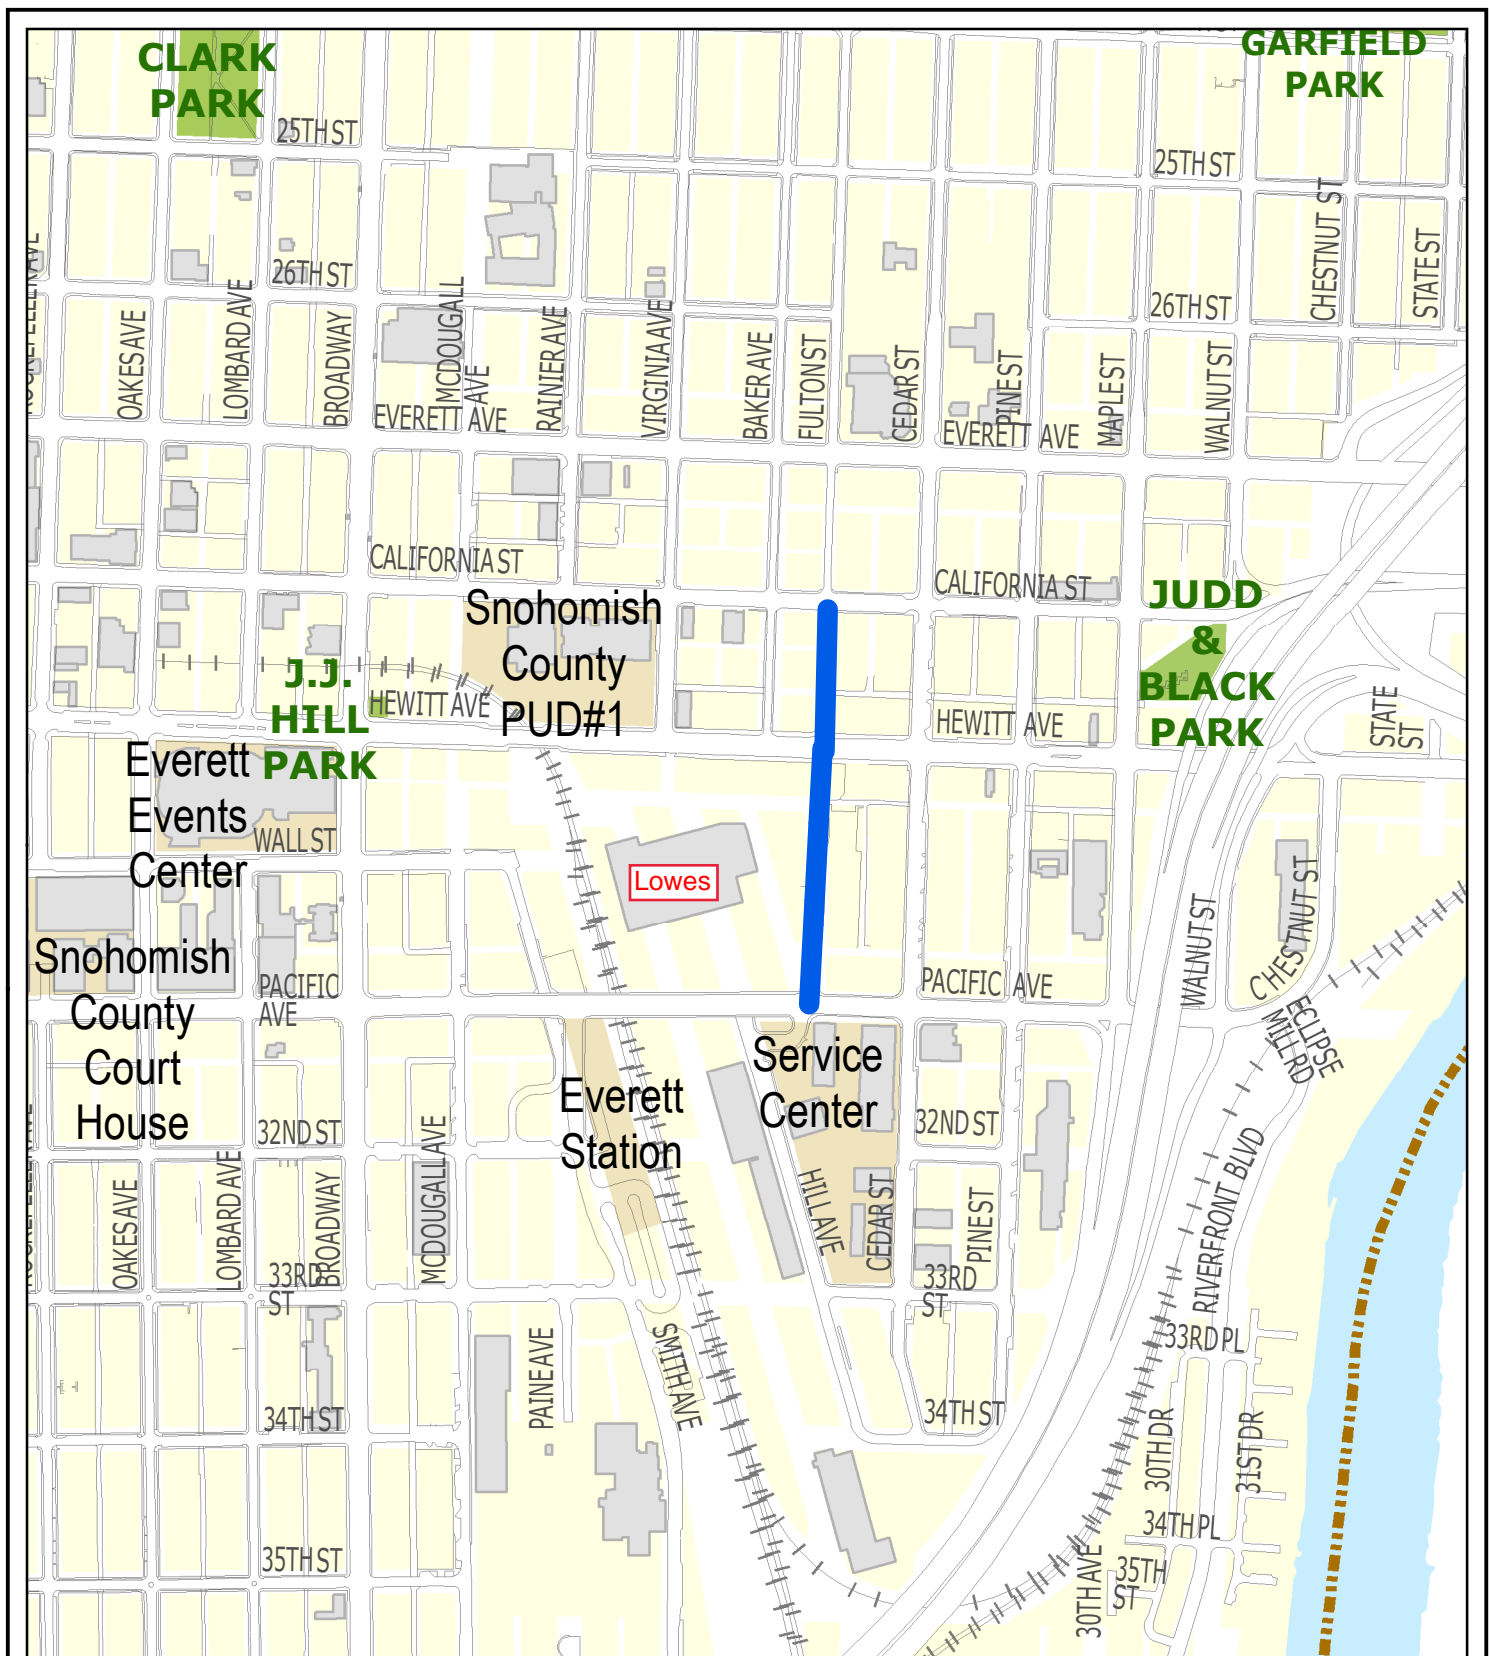 CLARK
PARK
GARFIELD
PARK
25TH ST
25TH ST
CHESTNUT ST
STATE ST
26TH ST
26TH ST
OAKES AVE
LOMBARD AVE
BROADWAY
MCDOUGALL
AVE
RAINIER AVE
VIRGINIA AVE
BAKER AVE
FULTON ST
CEDAR ST
PINE ST
MAPLE ST
WALNUT ST
EVERETT AVE
EVERETT AVE
CALIFORNIA ST
CALIFORNIA ST
JUDD
&
BLACK
PARK
Snohomish
County
PUD#1
J.J.
HILL
PARK
HEWITT AVE
HEWITT AVE
STATE
ST
Everett
Events
Center
WALL ST
Lowes
Snohomish
County
Court
House
PACIFIC
AVE
PACIFIC AVE
WALNUT ST
CHESTNUT ST
ECLIPSE
MILL RD
Service
Center
Everett
Station
32ND ST
32ND ST
MCDOUGALL AVE
OAKES AVE
LOMBARD AVE
BROADWAY
HILL AVE
CEDAR ST
PINE ST
RIVERFRONT BLVD
33RD
ST
33RD
ST
33RD PL
PAINE AVE
SMITH AVE
34TH ST
34TH ST
30TH DR
31ST DR
34TH PL
35TH ST
30TH AVE
35TH
ST